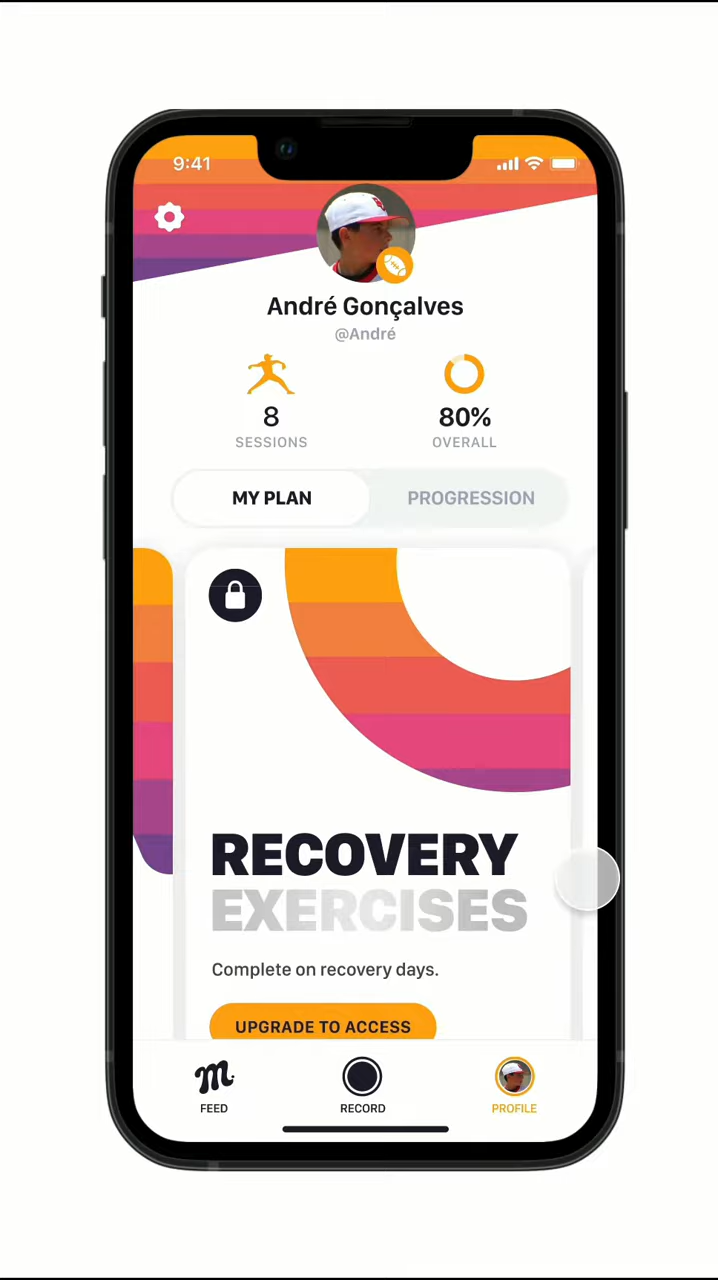 9:41
André Gonçalves
@André
8
80%
SESSIONS
OVERALL
MY PLAN
PROGRESSION
RECOVERY
EXERCISES
Complete on recovery days.
UPGRADE TO ACCESS
m.
FEED
RECORD
PROFILE